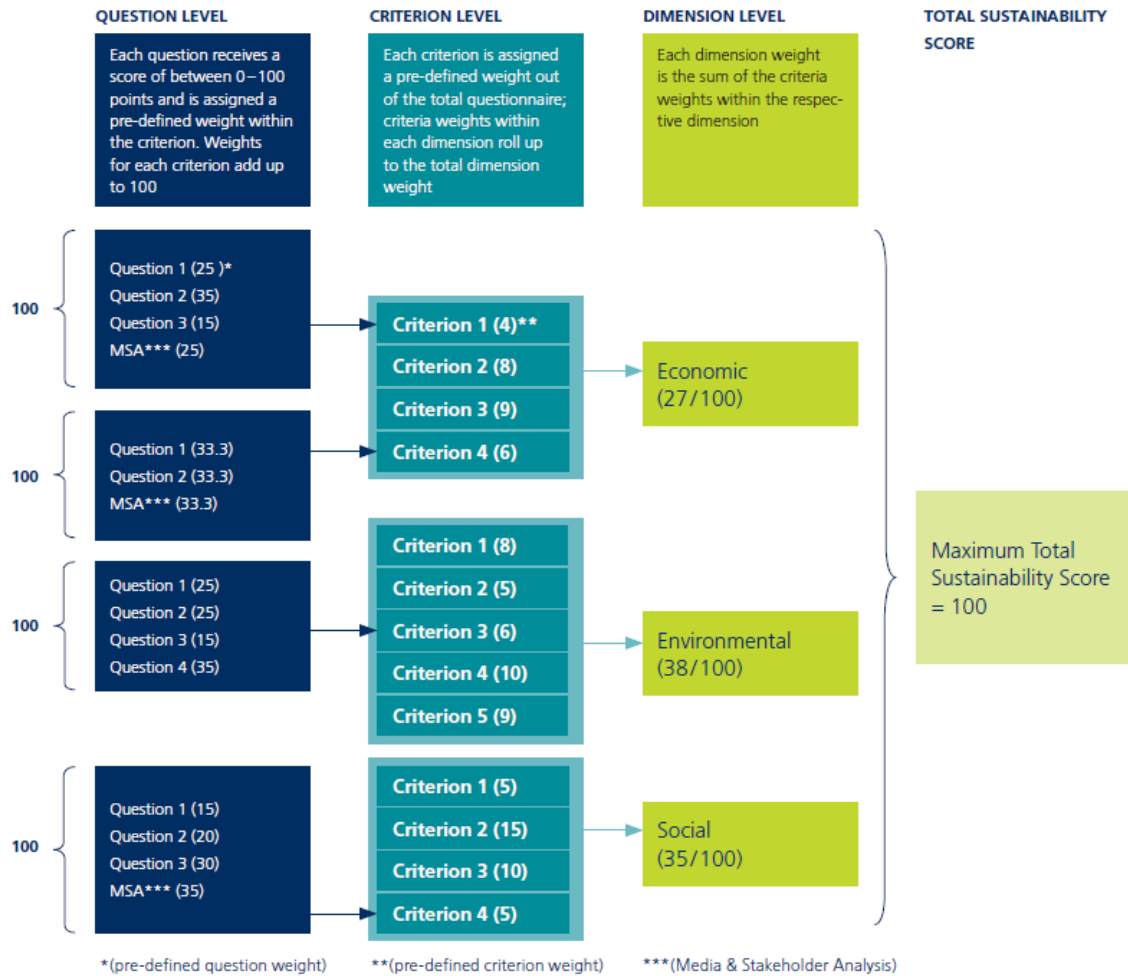 QUESTION LEVEL
Each question receives a
score of between 0–100
points and is assigned a
pre-defined weight within
the criterion. Weights
for each criterion add up
to 100
CRITERION LEVEL
Each criterion is assigned
a pre-defined weight out
of the total questionnaire;
criteria weights within
each dimension roll up
to the total dimension
weight
DIMENSION LEVEL
Each dimension weight
is the sum of the criteria
weights within the respec-
tive dimension
TOTAL SUSTAINABILITY
SCORE
100
Question 1 (25 )*
Question 2 (35)
Question 3 (15)
MSA*** (25)
100
Question 1 (33.3)
Question 2 (33.3)
MSA*** (33.3)
100
Question 1 (25)
Question 2 (25)
Question 3 (15)
Question 4 (35)
100
Question 1 (15)
Question 2 (20)
Question 3 (30)
MSA*** (35)
Criterion 1 (4)**
Criterion 2 (8)
Criterion 3 (9)
Criterion 4 (6)
Criterion 1 (8)
Criterion 2 (5)
Criterion 3 (6)
Criterion 4 (10)
Criterion 5 (9)
Criterion 1 (5)
Criterion 2 (15)
Criterion 3 (10)
Criterion 4 (5)
Economic
(27/100)
Environmental
(38/100)
Social
(35/100)
Maximum Total
Sustainability Score
= 100
*(pre-defined question weight)
**(pre-defined criterion weight)
***(Media & Stakeholder Analysis)